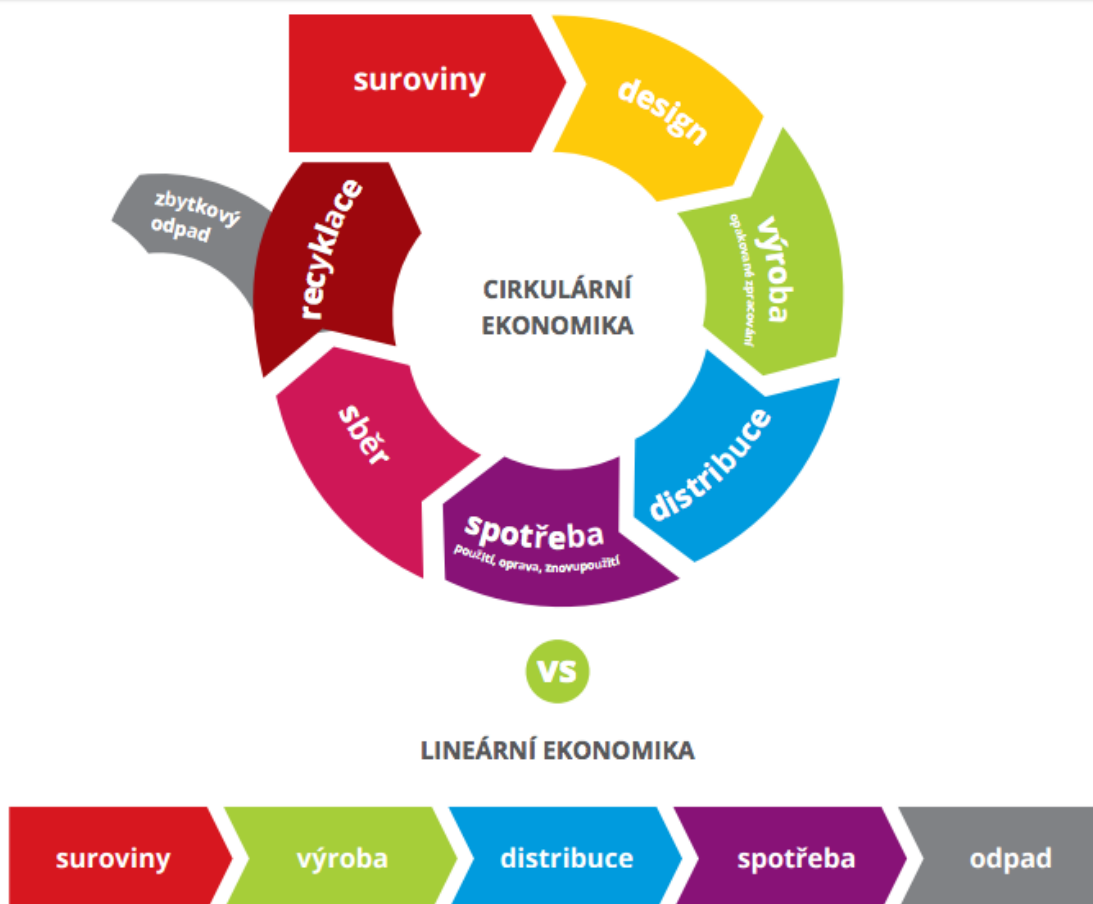 suroviny
design
výroba
opakované zpracování
distribuce
spotřeba
použití, oprava, znovupoužití
sběr
recyklace
zbytkový
odpad
CIRKULÁRNÍ
EKONOMIKA
VS
LINEÁRNÍ EKONOMIKA
suroviny
výroba
distribuce
spotřeba
odpad